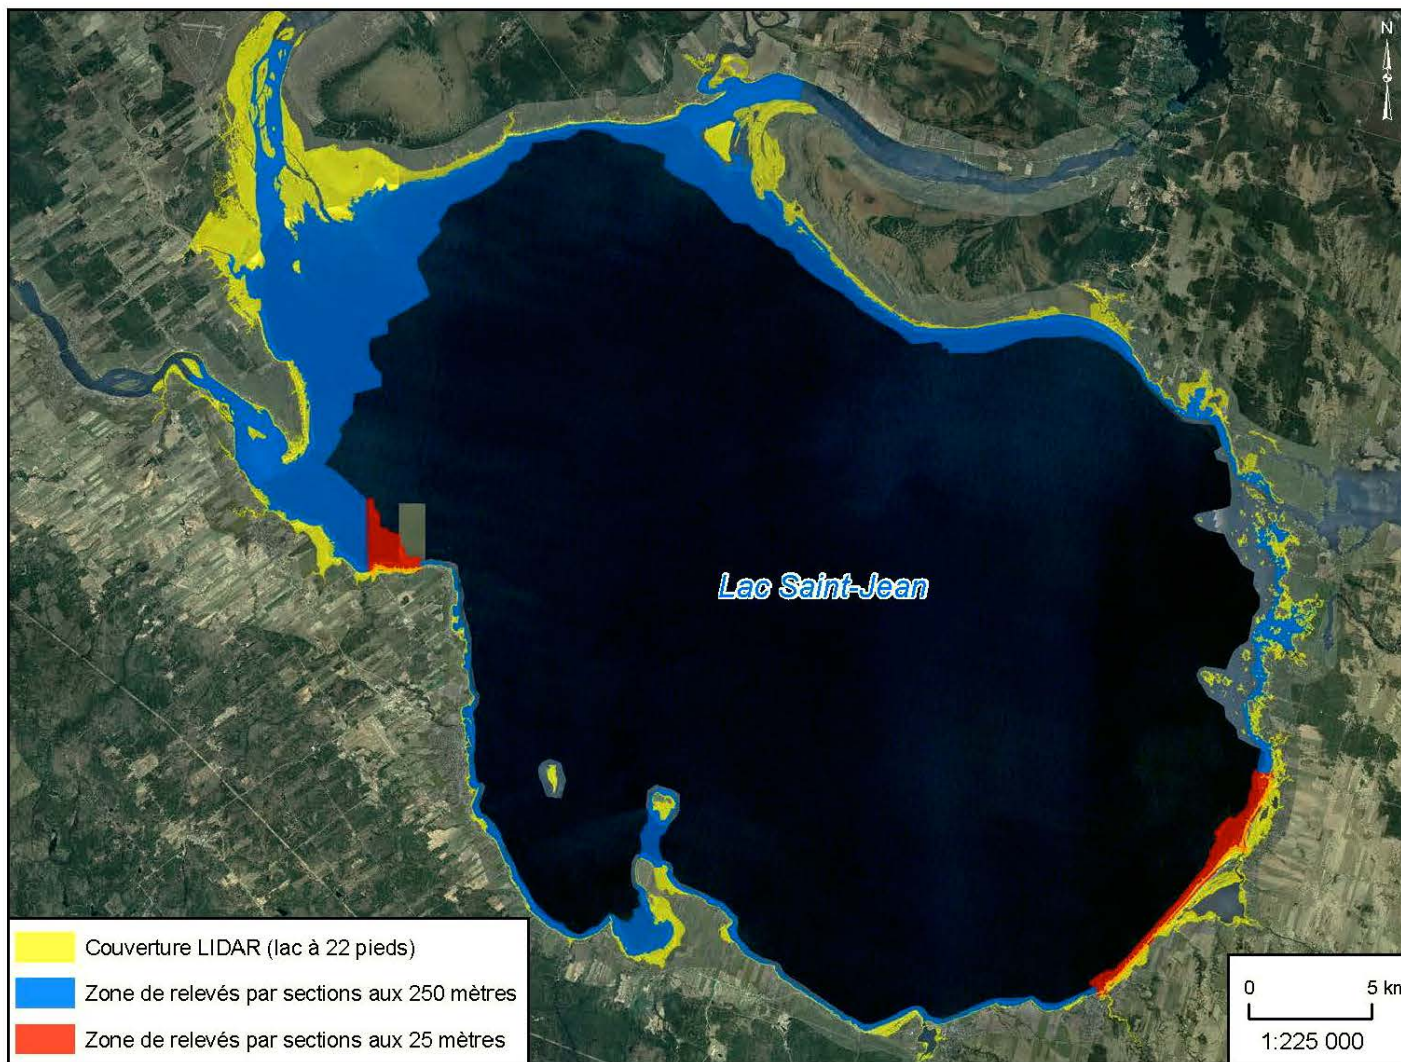 N
Lac Saint-Jean
Couverture LIDAR (lac à 22 pieds)
Zone de relevés par sections aux 250 mètres
Zone de relevés par sections aux 25 mètres
0 5 km
1:225 000